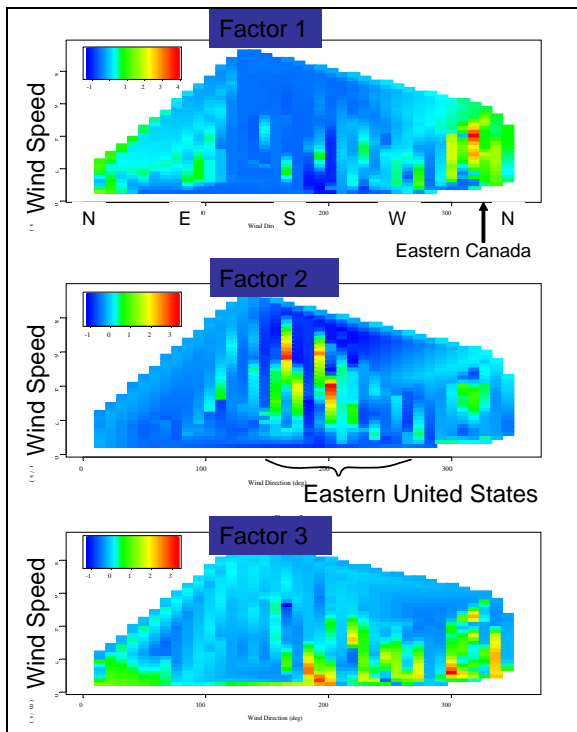 Factor 1
-1 0 1 2 3 4
Wind Speed
N E S W N
200 300
Eastern Canada
Factor 2
-1 0 1 2 3
Wind Speed
0 100 200 300
Wind Direction (deg)
Eastern United States
Factor 3
-1 0 1 2 3
Wind Speed
0 100 200 300
Wind Direction (deg)